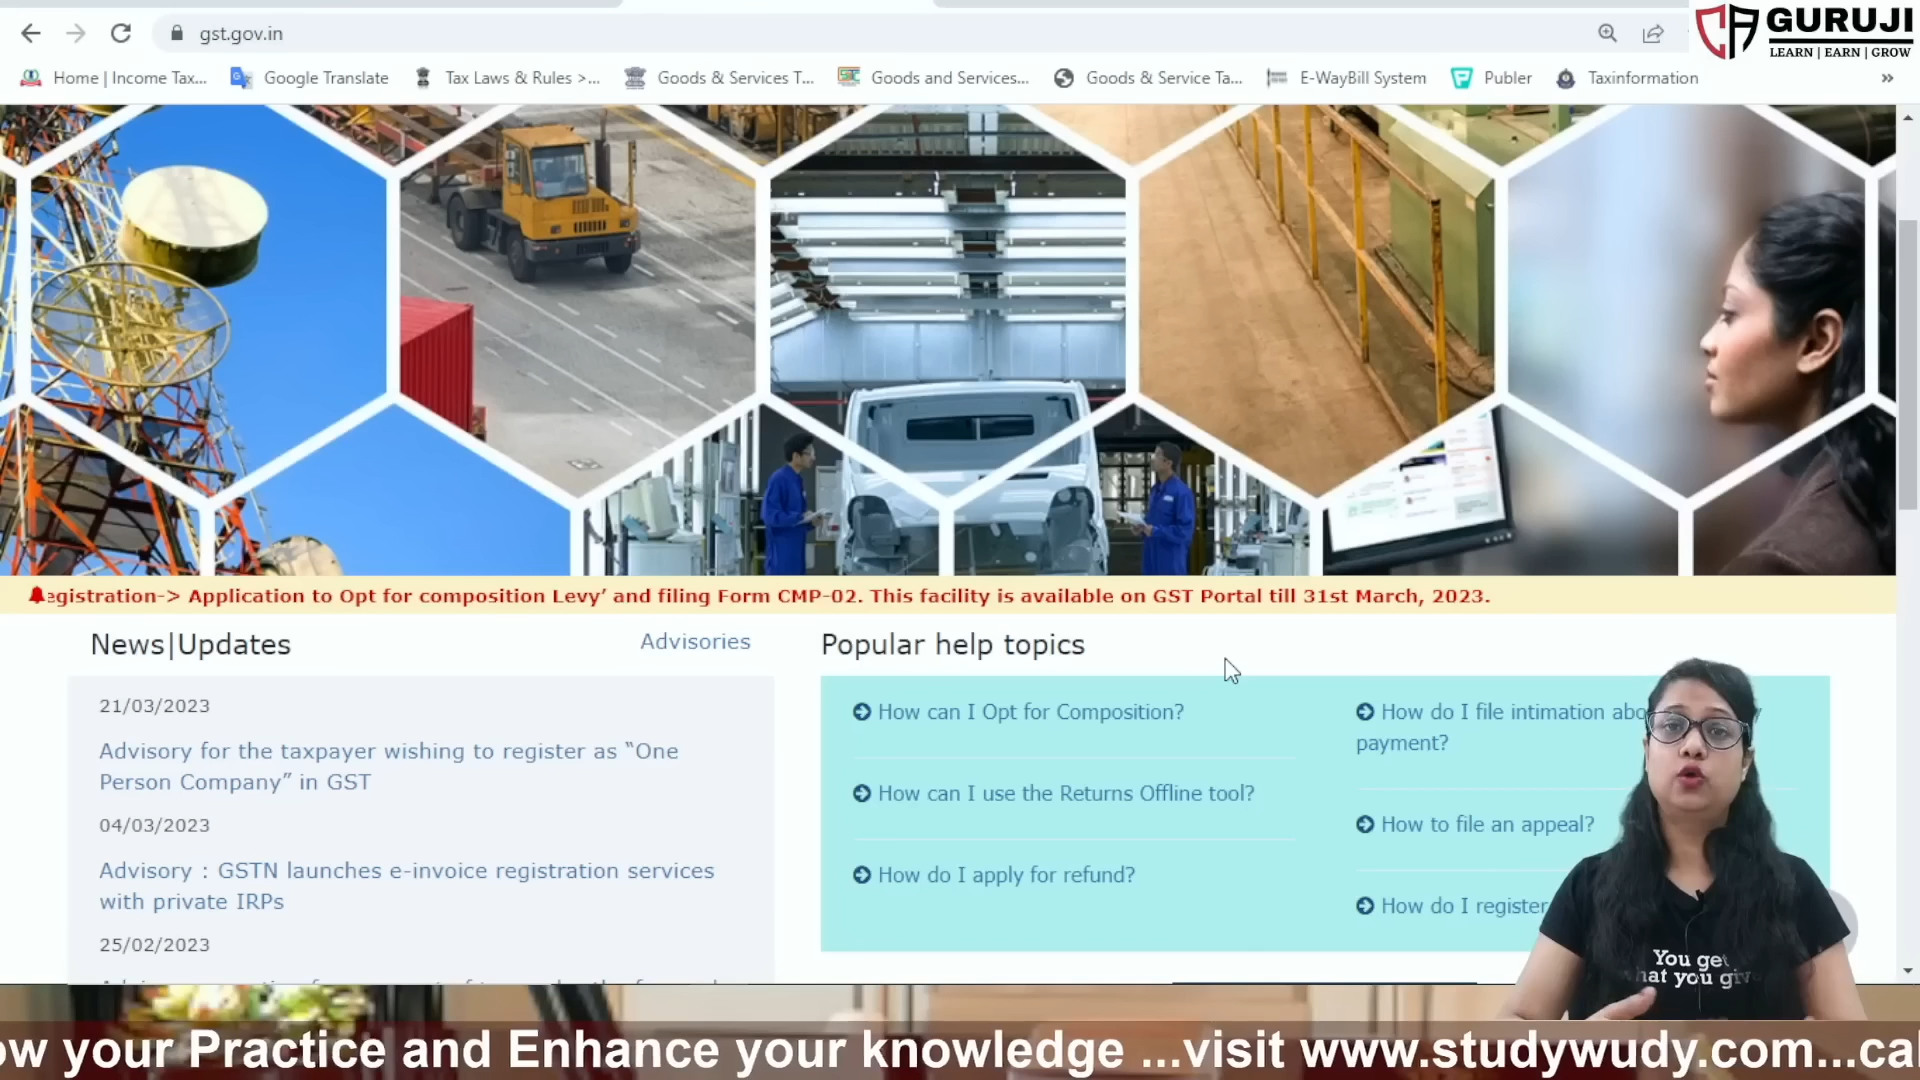 gst.gov.in
GURUJI
LEARN | EARN | GROW
Home | Income Tax...
Google Translate
Tax Laws & Rules >...
Goods & Services T...
Goods and Services...
Goods & Service Ta...
E-WayBill System
Publer
Taxinformation
»
egistration-> Application to Opt for composition Levy’ and filing Form CMP-02. This facility is available on GST Portal till 31st March, 2023.
News|Updates
Advisories
21/03/2023
Advisory for the taxpayer wishing to register as “One
Person Company” in GST
04/03/2023
Advisory : GSTN launches e-invoice registration services
with private IRPs
25/02/2023
Popular help topics
How can I Opt for Composition?
How can I use the Returns Offline tool?
How do I apply for refund?
How do I file intimation
payment?
How to file an appeal?
How do I register
You get
what you giv
ow your Practice and Enhance your knowledge ...visit www.studywudy.com...cal